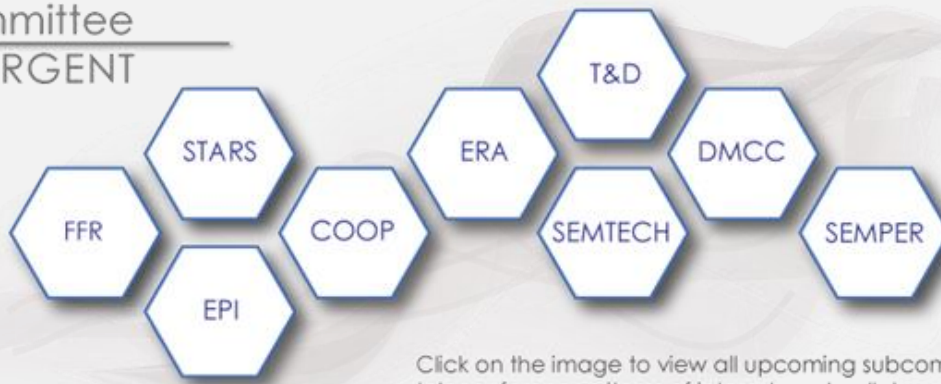 mmittee
RGENT
T&D
STARS
ERA
DMCC
FFR
COOP
SEMTECH
SEMPER
EPI
Click on the image to view all upcoming subcom